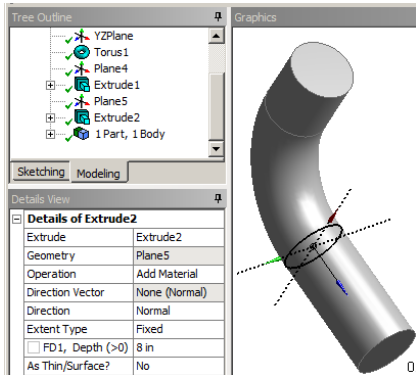 Tree Outline
YZPlane
Torus1
Plane4
Extrude1
Plane5
Extrude2
1 Part, 1 Body
Sketching Modeling
Details View
Details of Extrude2
Extrude Extrude2
Geometry Plane5
Operation Add Material
Direction Vector None (Normal)
Direction Normal
Extent Type Fixed
FD1, Depth (>0) 8 in
As Thin/Surface? No
Graphics
0